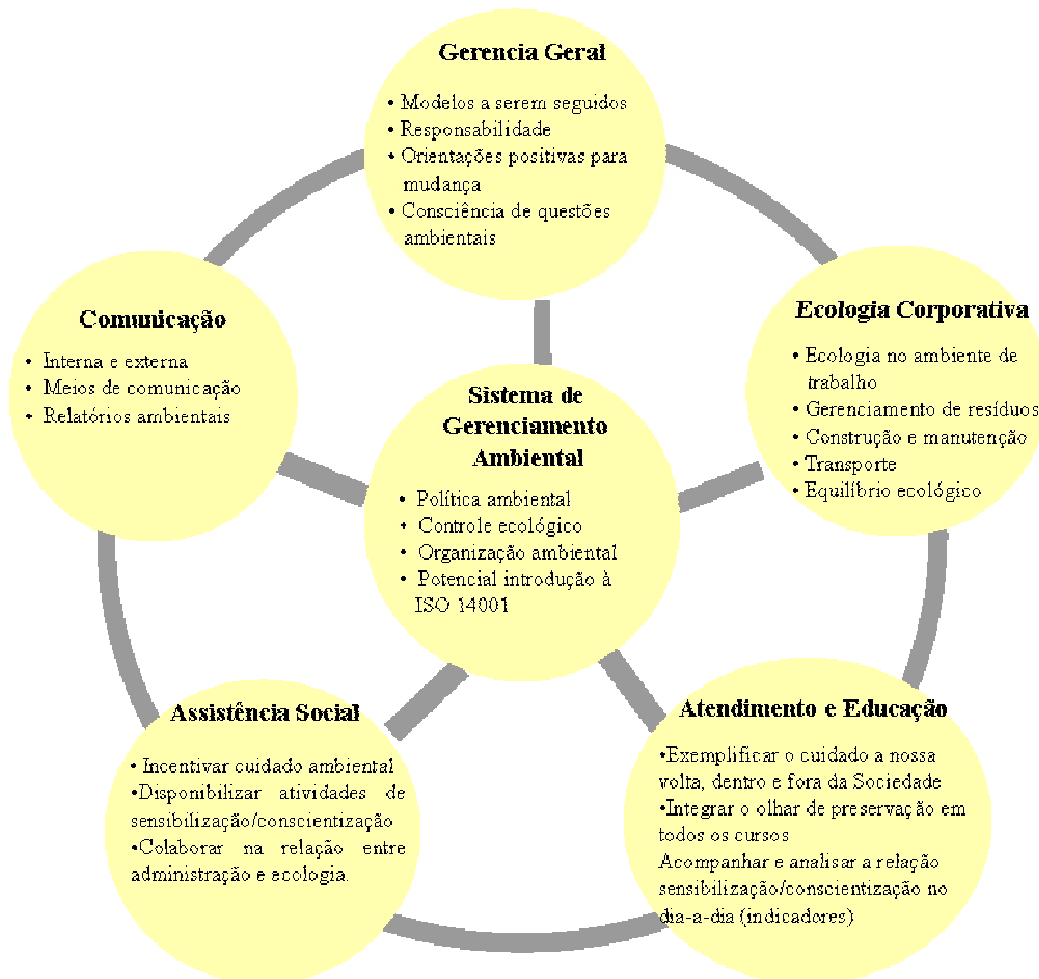 Gerencia Geral
• Modelos a serem seguidos
• Responsabilidade
• Orientações positivas para
mudança
• Consciência de questões
ambientais
Comunicação
• Interna e externa
• Meios de comunicação
• Relatórios ambientais
Ecologia Corporativa
• Ecologia no ambiente de
trabalho
• Gerenciamento de resíduos
• Construção e manutenção
• Transporte
• Equilíbrio ecológico
Sistema de
Gerenciamento
Ambiental
• Política ambiental
• Controle ecológico
• Organização ambiental
• Potencial introdução à
ISO 14001
Assistência Social
• Incentivar cuidado ambiental
•Disponibilizar atividades de
sensibilização/conscientização
•Colaborar na relação entre
administração e ecologia.
Atendimento e Educação
•Exemplificar o cuidado a nossa
volta, dentro e fora da Sociedade
•Integrar o olhar de preservação em
todos os cursos
Acompanhar e analisar a relação
sensibilização/conscientização no
dia-a-dia (indicadores)